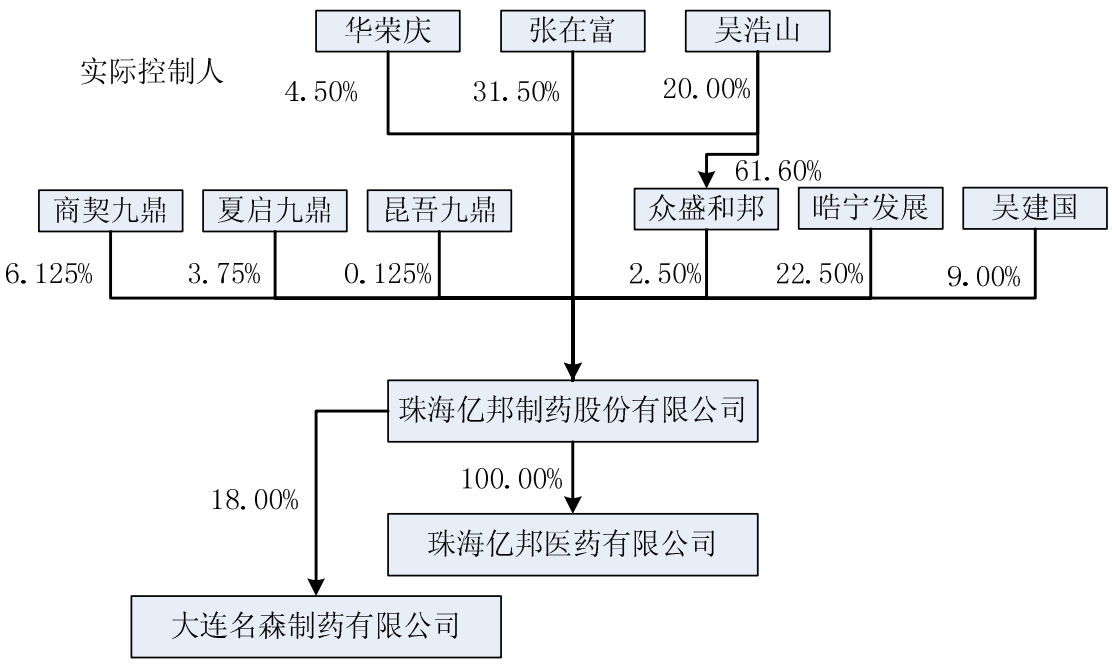 华荣庆
张在富
吴浩山
实际控制人
4.50%
31.50%
20.00%
61.60%
商契九鼎
夏启九鼎
昆吾九鼎
众盛和邦
晧宁发展
吴建国
6.125%
3.75%
0.125%
2.50%
22.50%
9.00%
珠海亿邦制药股份有限公司
18.00%
100.00%
珠海亿邦医药有限公司
大连名森制药有限公司